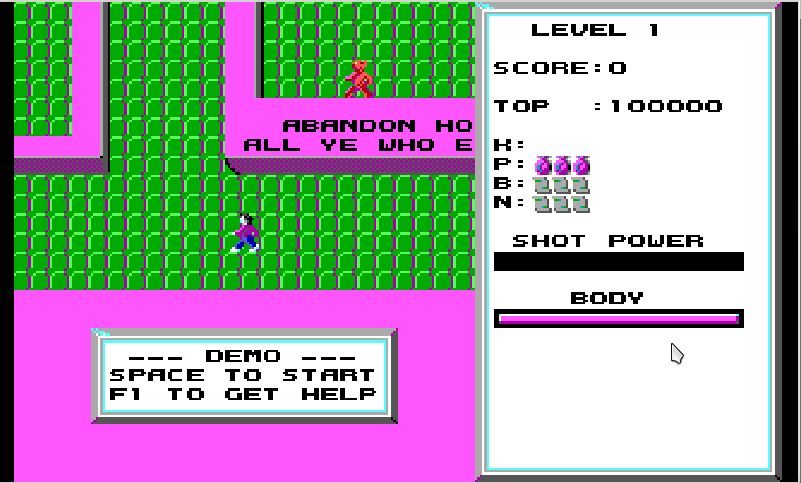 ABANDON HO
ALL YE WHO E
--- DEMO ---
SPACE TO START
F1 TO GET HELP
LEVEL 1
SCORE:0
TOP :100000
K:
P:
B:
N:
SHOT POWER
BODY